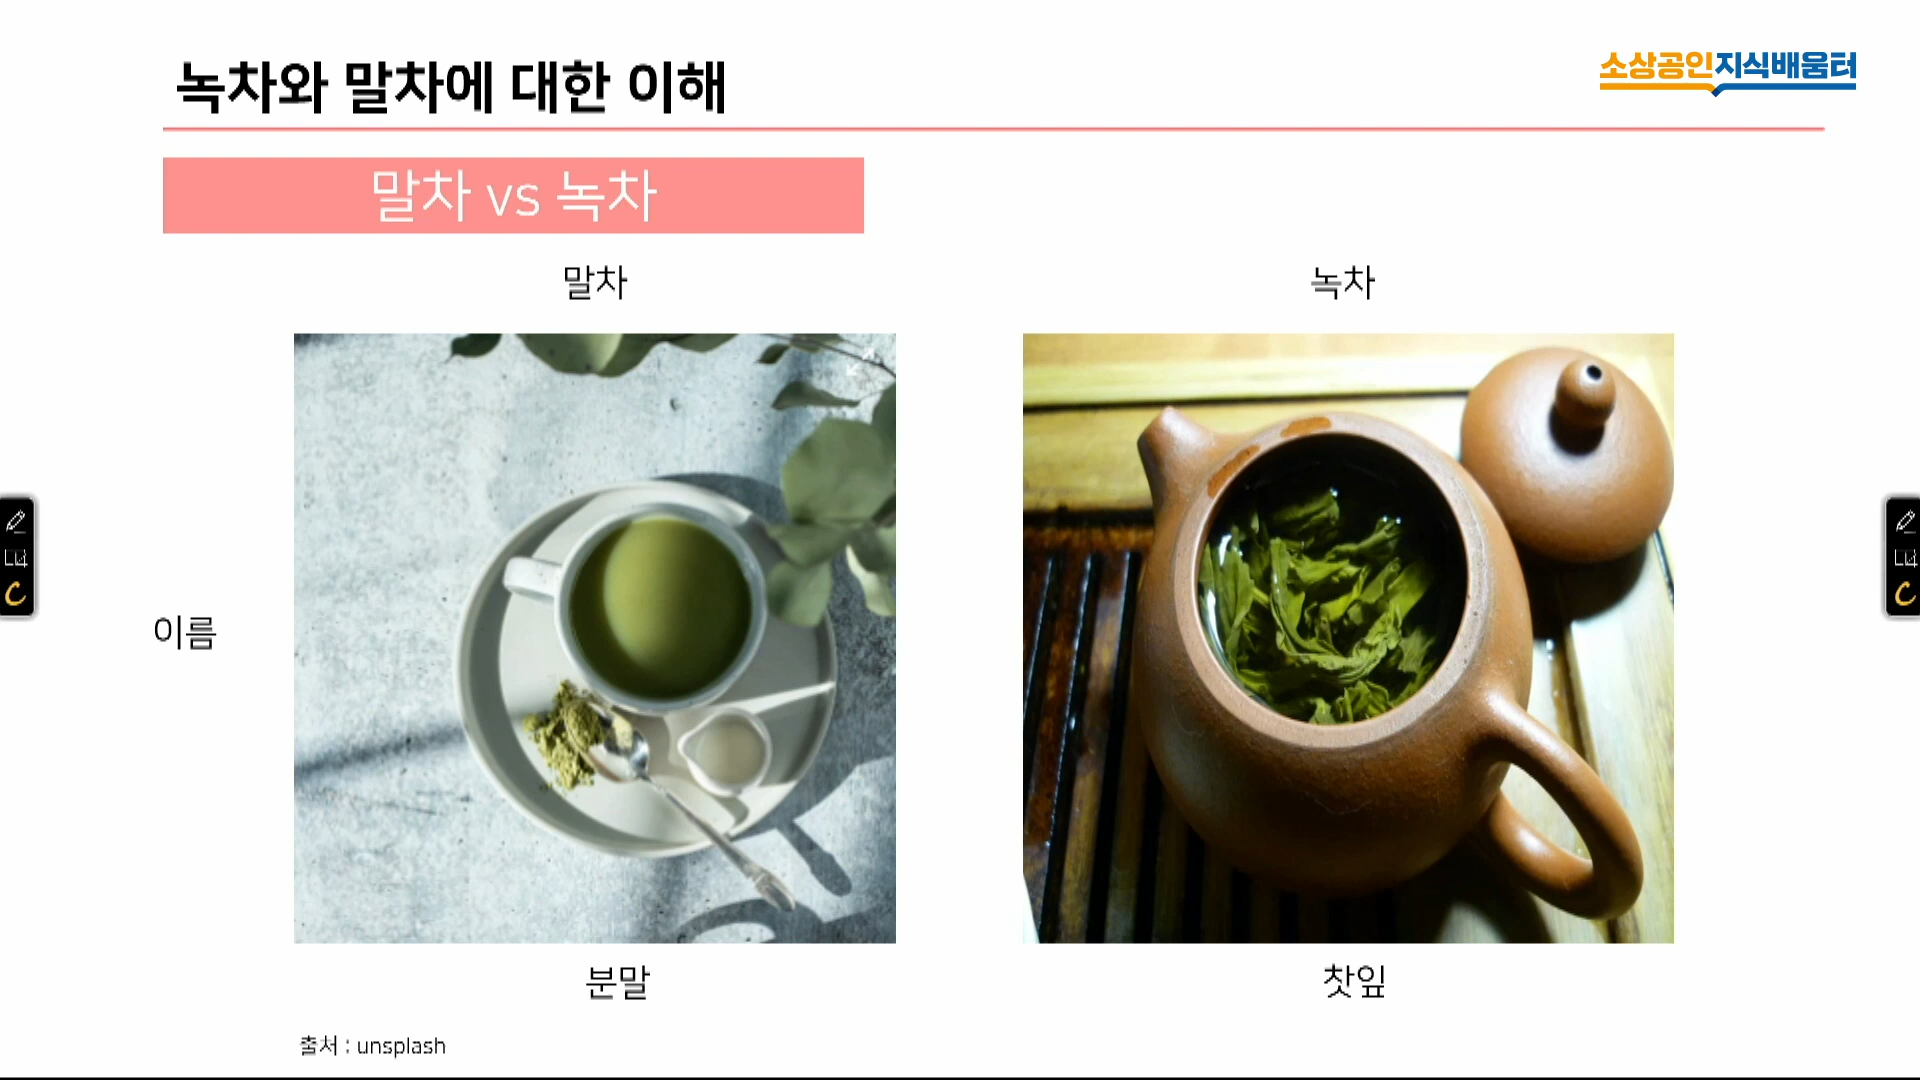 녹차와 말차에 대한 이해
소상공인지식배움터
말차 vs 녹차
말차
녹차
이름
분말
찻잎
출처 : unsplash